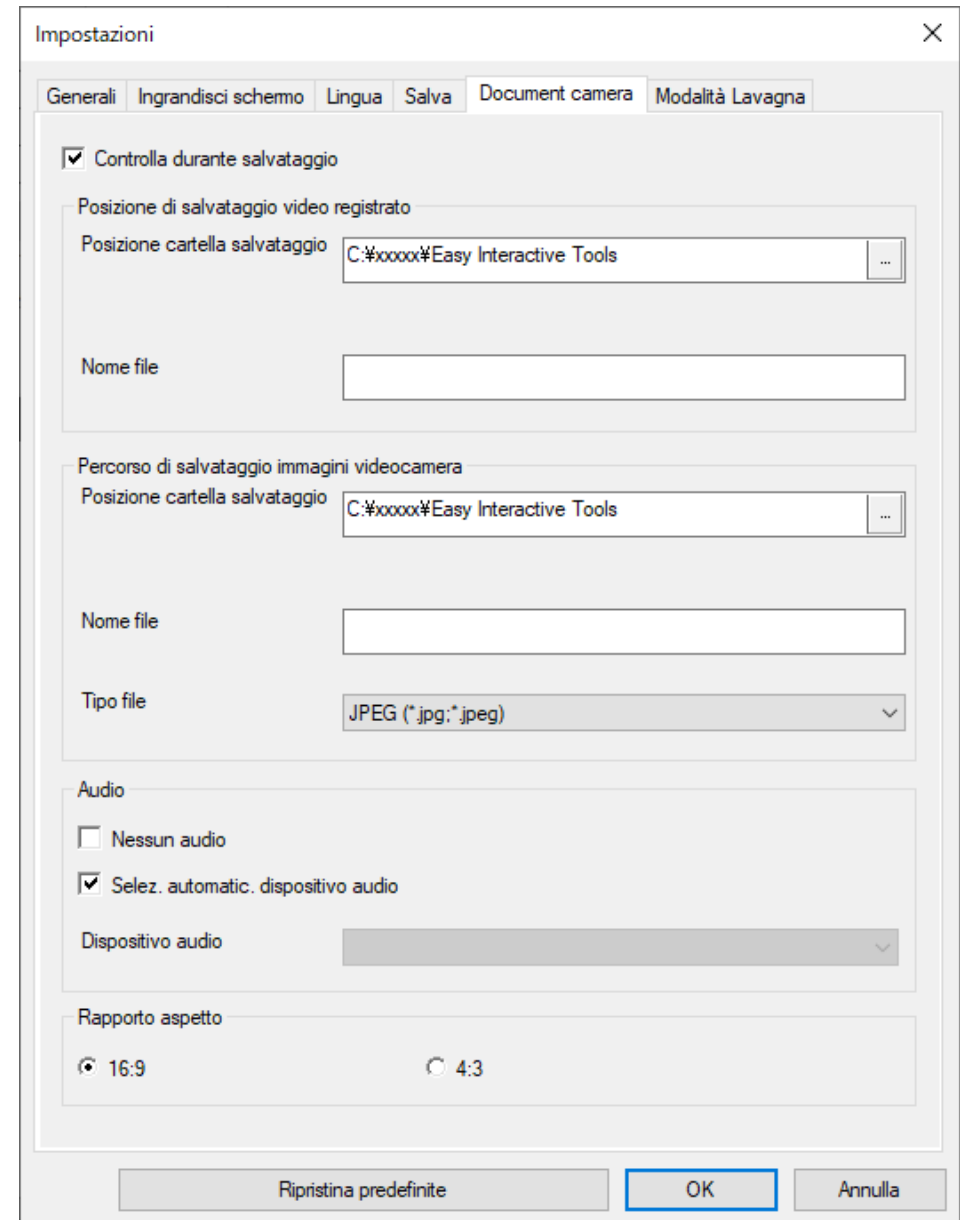 Impostazioni
Generali Ingrandisci schermo Lingua Salva Document camera Modalità Lavagna
Controlla durante salvataggio
Posizione di salvataggio video registrato
Posizione cartella salvataggio C:¥xxxxx¥Easy Interactive Tools ...
Nome file
Percorso di salvataggio immagini videocamera
Posizione cartella salvataggio C:¥xxxxx¥Easy Interactive Tools ...
Nome file
Tipo file JPEG (*.jpg;*.jpeg)
Audio
Nessun audio
Selez. automatic. dispositivo audio
Dispositivo audio
Rapporto aspetto
16:9 4:3
Ripristina predefinite OK Annulla